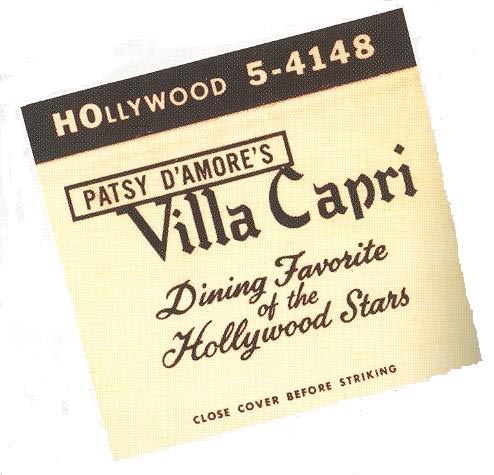 HOLLYWOOD 5-4148
PATSY D'AMORE'S
Villa Capri
Dining Favorite
of the
Hollywood Stars
CLOSE COVER BEFORE STRIKING